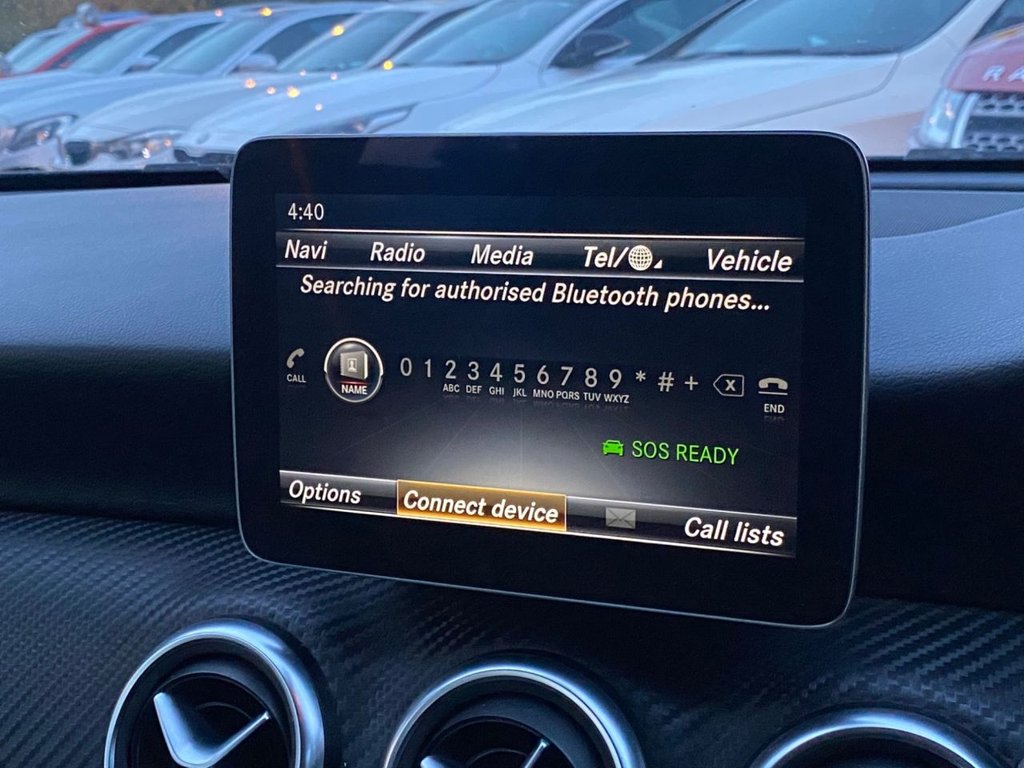 4:40
Navi Radio Media Tel/ Vehicle
Searching for authorised Bluetooth phones...
CALL NAME 0 1 2 3 4 5 6 7 8 9 * # + X END
ABC DEF GHI JKL MNO PQRS TUV WXYZ
SOS READY
Options Connect device Call lists